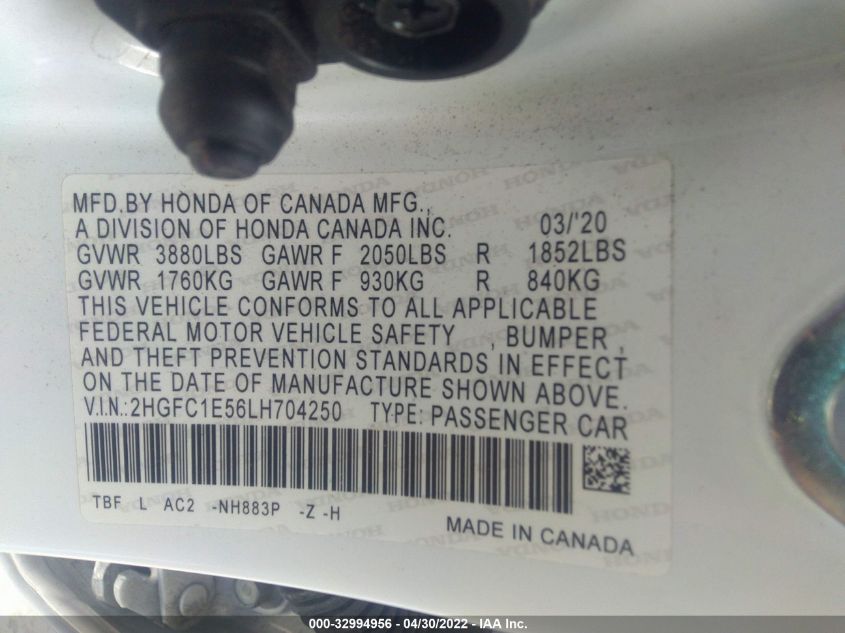 MFD.BY HONDA OF CANADA MFG.,
A DIVISION OF HONDA CANADA INC. 03/'20
GVWR 3880LBS GAWR F 2050LBS R 1852LBS
GVWR 1760KG GAWR F 930KG R 840KG
THIS VEHICLE CONFORMS TO ALL APPLICABLE
FEDERAL MOTOR VEHICLE SAFETY , BUMPER ,
AND THEFT PREVENTION STANDARDS IN EFFECT
ON THE DATE OF MANUFACTURE SHOWN ABOVE.
V.I.N.:2HGFC1E56LH704250 TYPE: PASSENGER CAR
TBF L AC2 -NH883P -Z -H
MADE IN CANADA
000-32994956 - 04/30/2022 - IAA Inc.